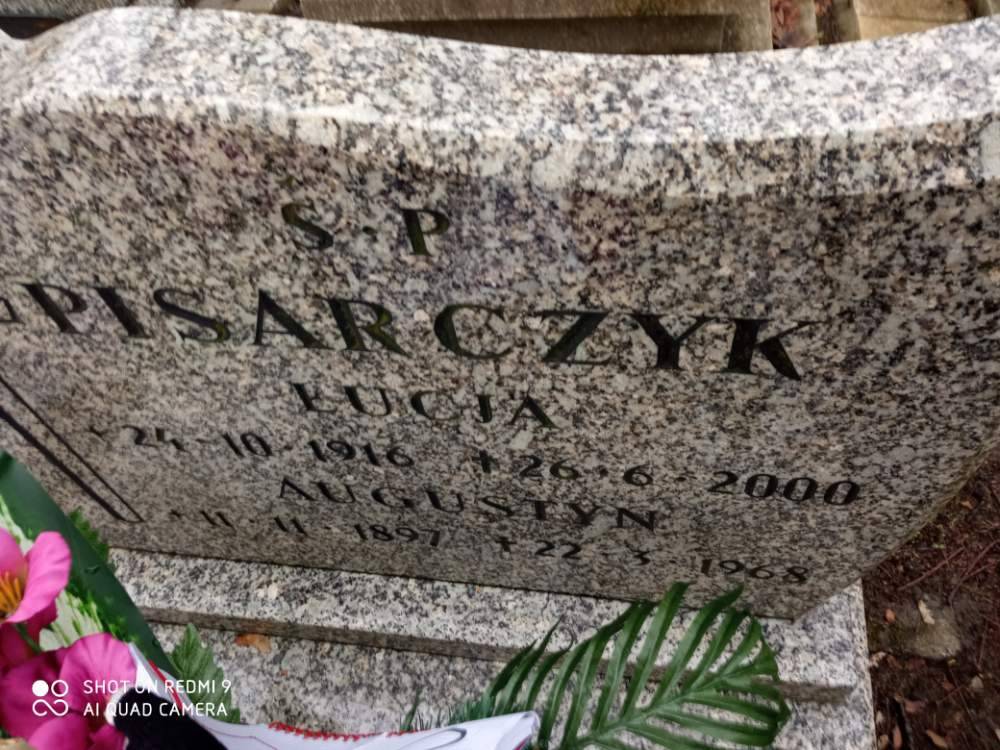 S·P
PISARCZYK
ŁUCJA
* 24·10·1916 †26·6·2000
AUGUSTYN
* 11·11·1897 †22·3·1968
SHOT ON REDMI 9
AI QUAD CAMERA